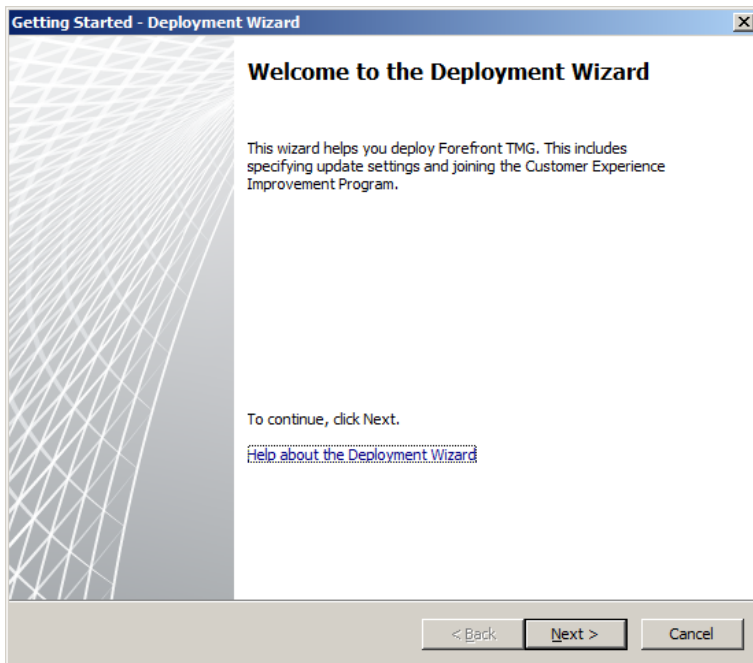 Getting Started - Deployment Wizard
Welcome to the Deployment Wizard
This wizard helps you deploy Forefront TMG. This includes
specifying update settings and joining the Customer Experience
Improvement Program.
To continue, click Next.
Help about the Deployment Wizard
< Back Next > Cancel